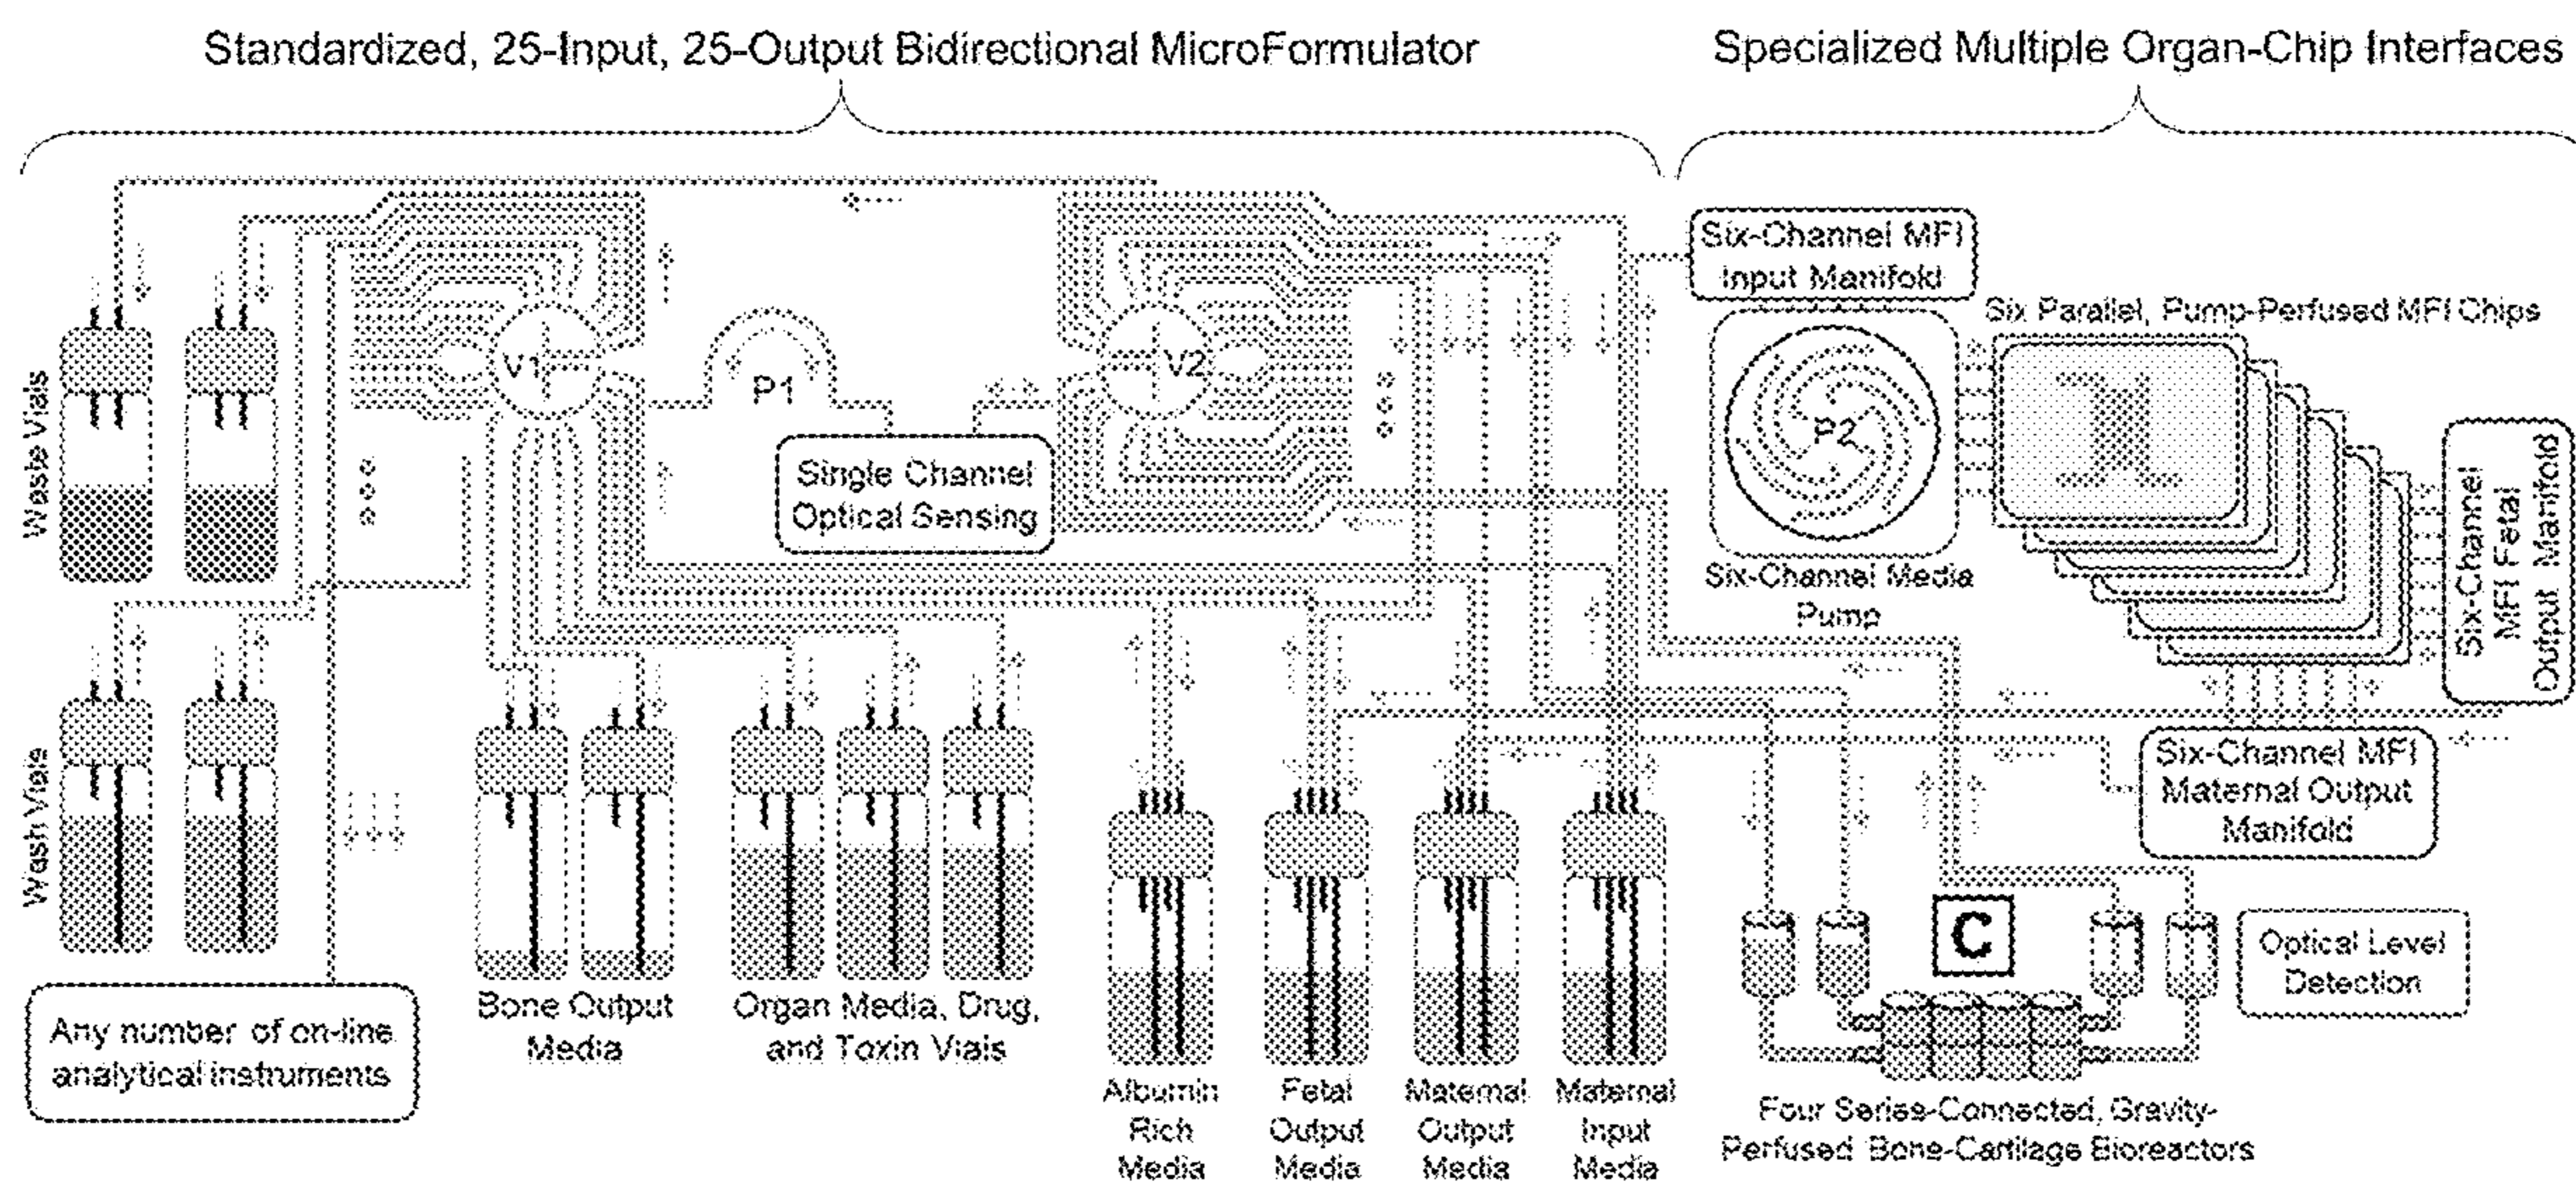 Standardized, 25-Input, 25-Output Bidirectional MicroFormulator
Specialized Multiple Organ-Chip Interfaces
Six-Channel MFI
Input Manifold
Six Parallel, Pump-Perfused MFI Chips
Waste Vials
V1
P1
V2
P2
1
Single Channel
Optical Sensing
Six-Channel Media
Pump
Six-Channel
MFI Fetal
Output Manifold
Wash Vials
Six-Channel MFI
Maternal Output
Manifold
C
Optical Level
Detection
Any number of on-line
analytical instruments
Bone Output
Media
Organ Media, Drug,
and Toxin Vials
Albumin
Rich
Media
Fetal
Output
Media
Maternal
Output
Media
Maternal
Input
Media
Four Series-Connected, Gravity-
Perfused Bone-Cartilage Bioreactors